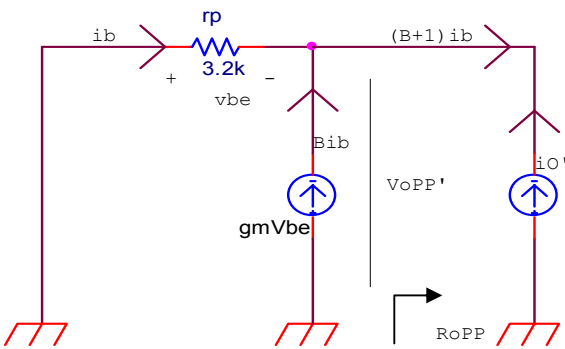 rp
ib
(B+1)ib
3.2k
+ -
vbe
Bib
iO'
VoPP'
gmVbe
RoPP